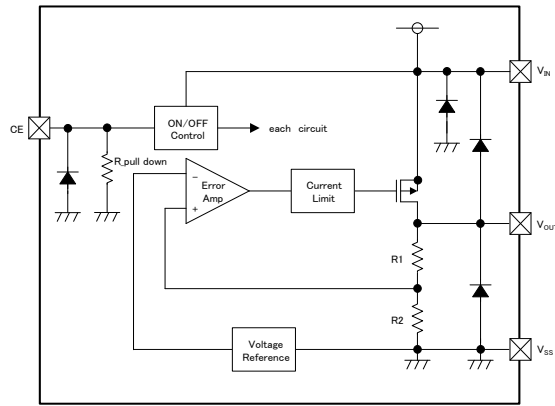 V_IN
CE
ON/OFF
Control
each circuit
R_pull down
−
Error
Amp
+
Current
Limit
V_OUT
R1
R2
Voltage
Reference
V_SS